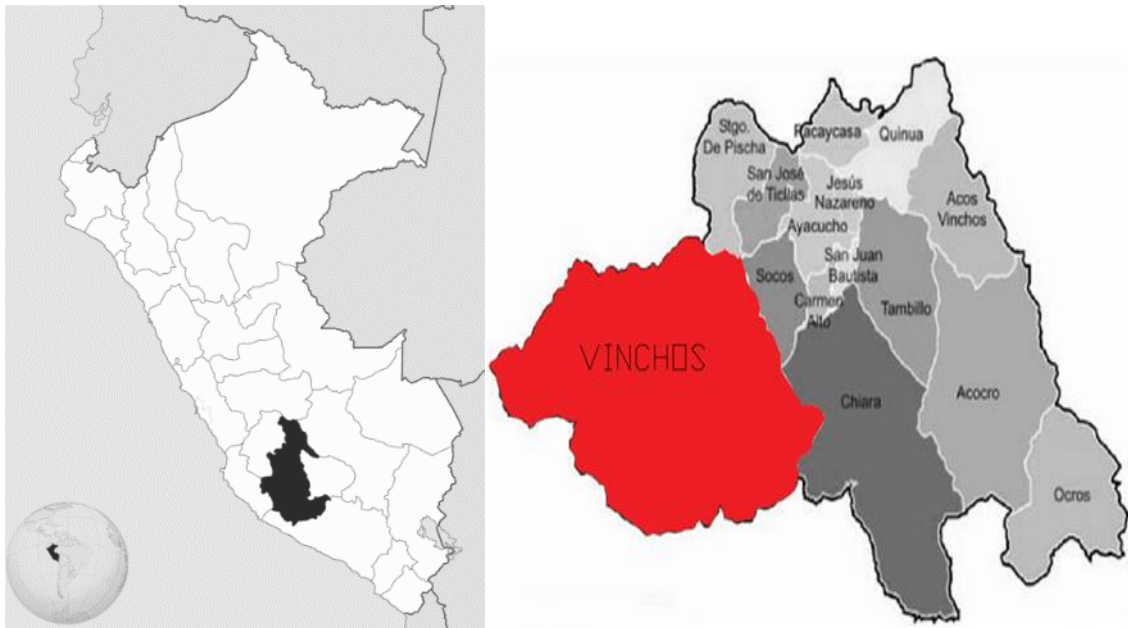 Stgo.
De Pischa
Pacaycasa
Quinua
San José
de Ticllas
Jesús
Nazareno
Acos
Vinchos
Ayacucho
San Juan
Bautista
Socos
Carmen
Alto
Tambillo
VINCHOS
Chiara
Acocro
Ocros